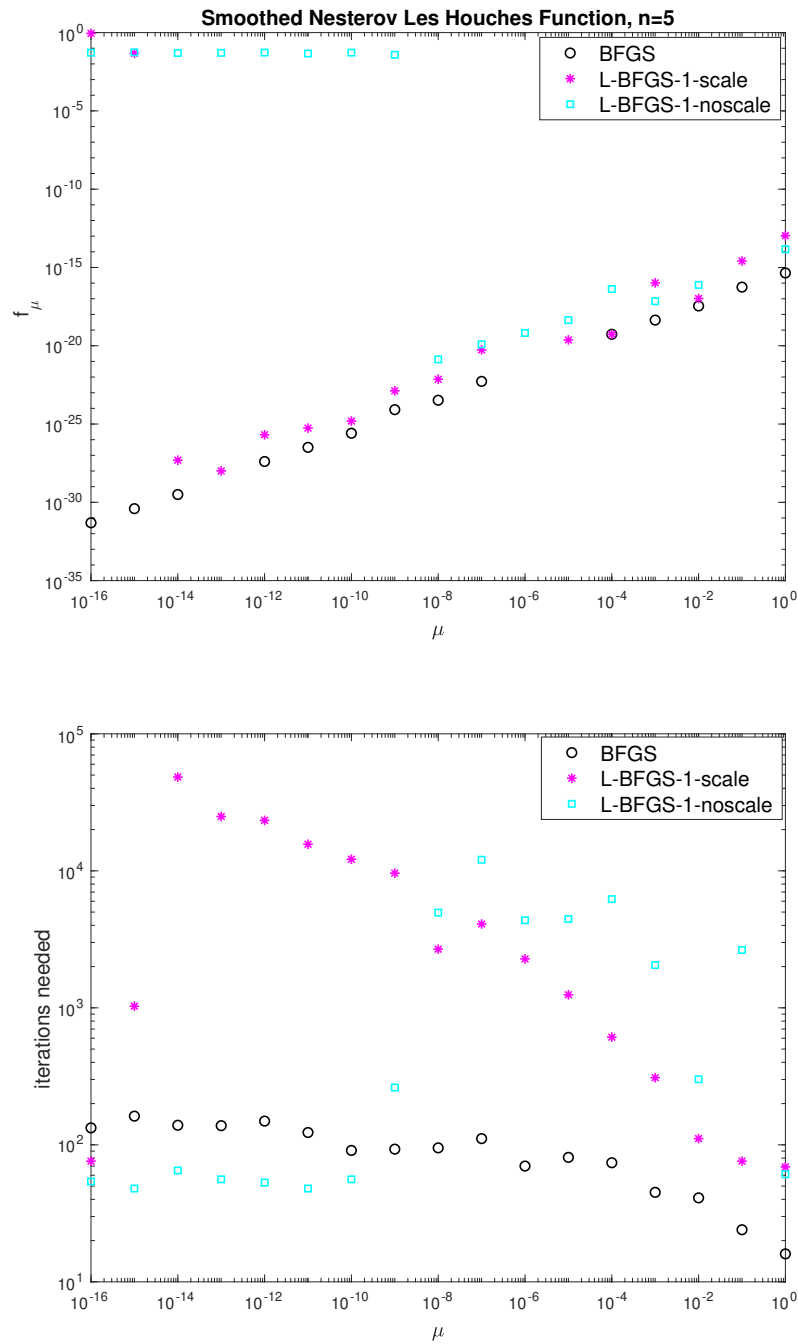 Smoothed Nesterov Les Houches Function, n=5
BFGS
L-BFGS-1-scale
L-BFGS-1-noscale
f_μ
10^0
10^-5
10^-10
10^-15
10^-20
10^-25
10^-30
10^-35
10^-16 10^-14 10^-12 10^-10 10^-8 10^-6 10^-4 10^-2 10^0
μ
BFGS
L-BFGS-1-scale
L-BFGS-1-noscale
iterations needed
10^5
10^4
10^3
10^2
10^1
10^-16 10^-14 10^-12 10^-10 10^-8 10^-6 10^-4 10^-2 10^0
μ